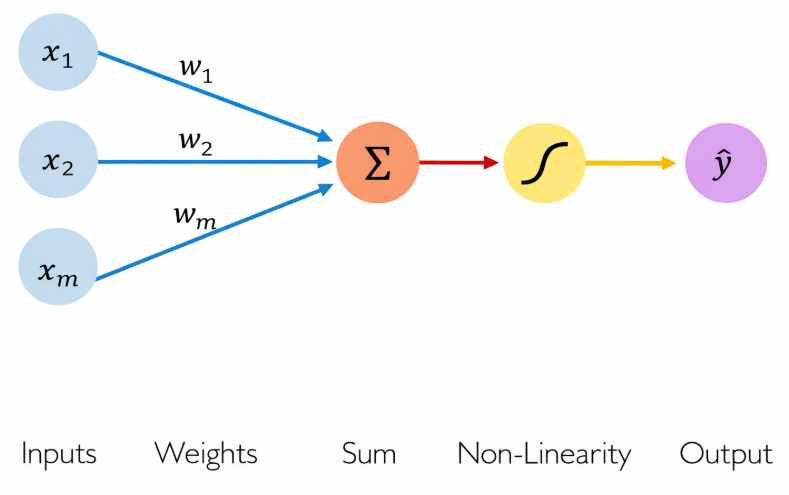 x₁
w₁
x₂
w₂
Σ
∫
ŷ
wₘ
xₘ
Inputs Weights Sum Non-Linearity Output